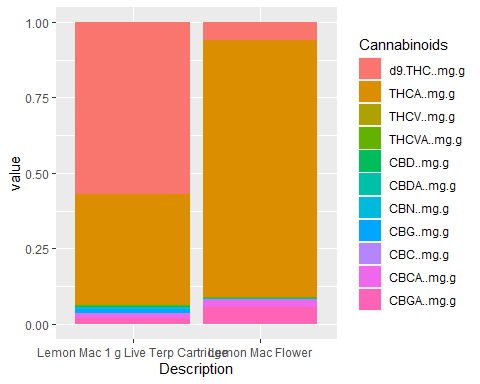 1.00
0.75
0.50
0.25
0.00
value
Lemon Mac 1 g Live Terp Cartridge
Lemon Mac Flower
Description
Cannabinoids
d9.THC..mg.g
THCA..mg.g
THCV..mg.g
THCVA..mg.g
CBD..mg.g
CBDA..mg.g
CBN..mg.g
CBG..mg.g
CBC..mg.g
CBCA..mg.g
CBGA..mg.g